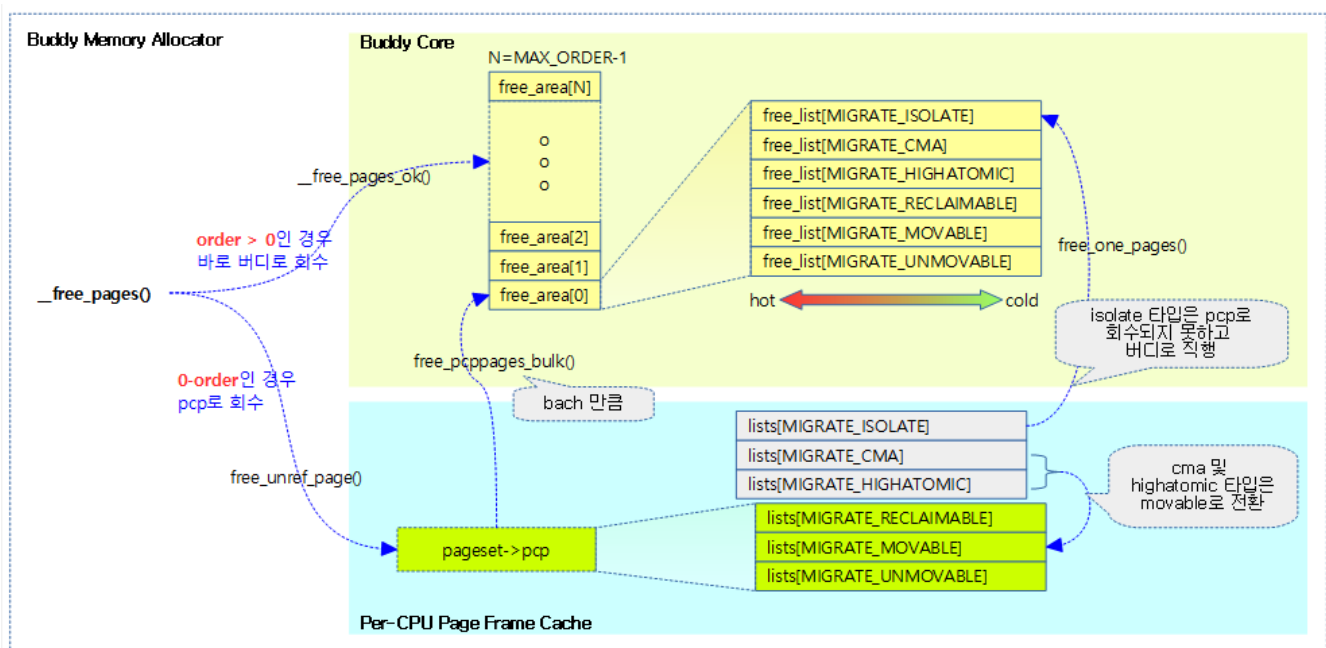 Buddy Memory Allocator
Buddy Core
N=MAX_ORDER-1
free_area[N]
o
o
o
free_area[2]
free_area[1]
free_area[0]
free_list[MIGRATE_ISOLATE]
free_list[MIGRATE_CMA]
free_list[MIGRATE_HIGHATOMIC]
free_list[MIGRATE_RECLAIMABLE]
free_list[MIGRATE_MOVABLE]
free_list[MIGRATE_UNMOVABLE]
hot
cold
free_one_pages()
isolate 타입은 pcp로
회수되지 못하고
버디로 직행
__free_pages_ok()
order > 0인 경우
바로 버디로 회수
__free_pages()
0-order인 경우
pcp로 회수
free_pcppages_bulk()
bach 만큼
free_unref_page()
pageset->pcp
lists[MIGRATE_ISOLATE]
lists[MIGRATE_CMA]
lists[MIGRATE_HIGHATOMIC]
lists[MIGRATE_RECLAIMABLE]
lists[MIGRATE_MOVABLE]
lists[MIGRATE_UNMOVABLE]
cma 및
highatomic 타입은
movable로 전환
Per-CPU Page Frame Cache